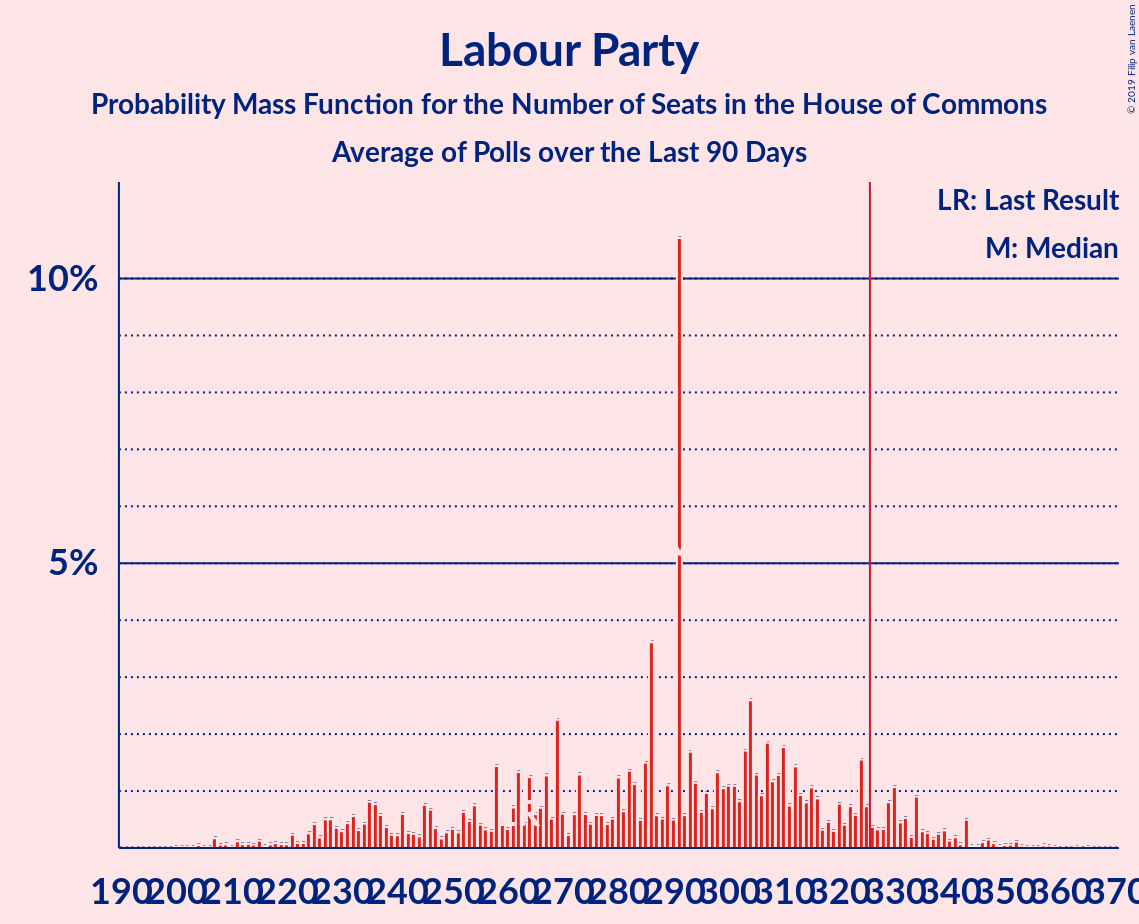 Labour Party
Probability Mass Function for the Number of Seats in the House of Commons
Average of Polls over the Last 90 Days
© 2019 Filip van Laenen
LR: Last Result
M: Median
10%
5%
190 200 210 220 230 240 250 260 270 280 290 300 310 320 330 340 350 360 370